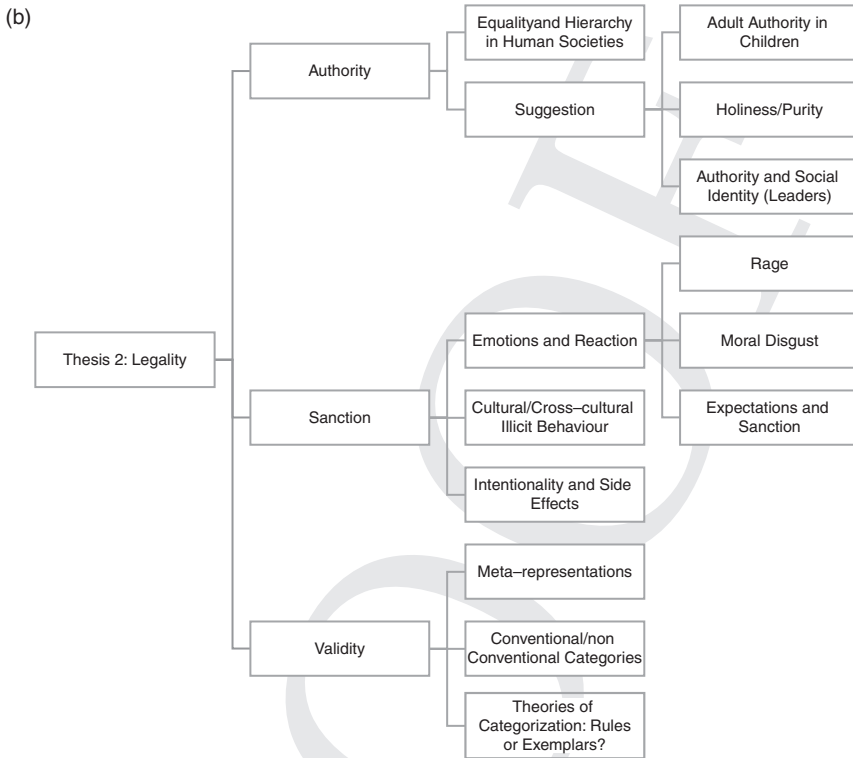 (b)
Equalityand Hierarchy
in Human Societies
Adult Authority in
Children
Authority
Suggestion
Holiness/Purity
Authority and Social
Identity (Leaders)
Rage
Thesis 2: Legality
Emotions and Reaction
Moral Disgust
Sanction
Cultural/Cross–cultural
Illicit Behaviour
Expectations and
Sanction
Intentionality and Side
Effects
Meta–representations
Validity
Conventional/non
Conventional Categories
Theories of
Categorization: Rules
or Exemplars?